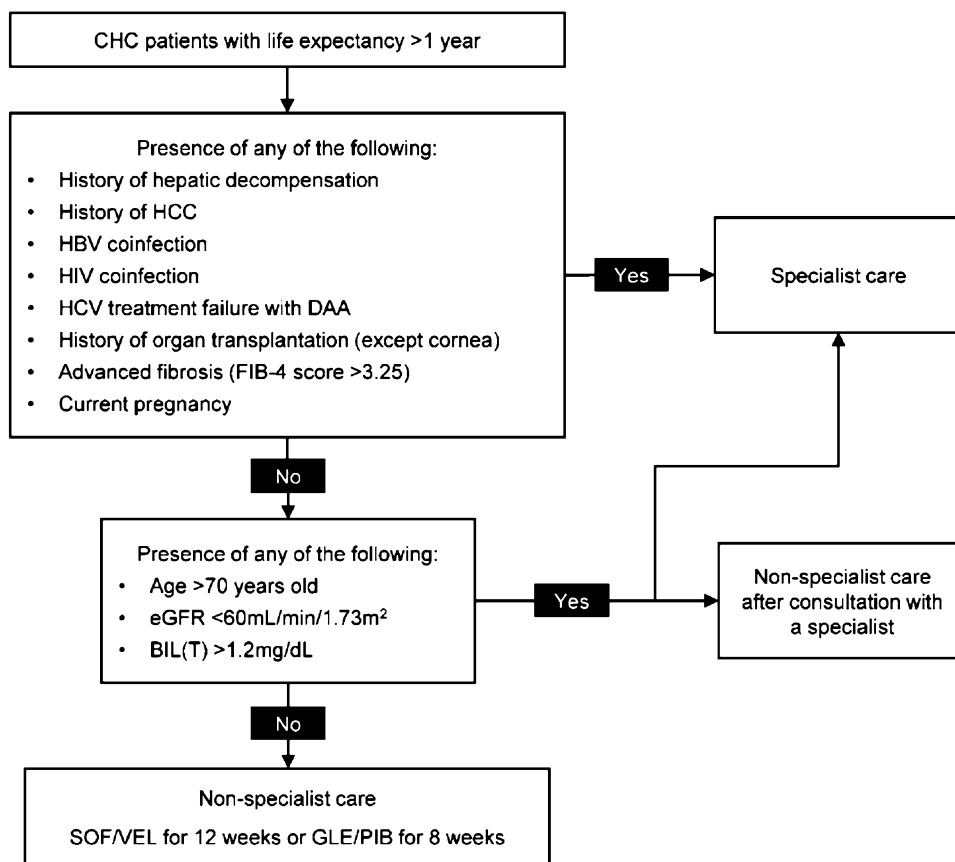 CHC patients with life expectancy >1 year
Presence of any of the following:
• History of hepatic decompensation
• History of HCC
• HBV coinfection
• HIV coinfection
• HCV treatment failure with DAA
• History of organ transplantation (except cornea)
• Advanced fibrosis (FIB-4 score >3.25)
• Current pregnancy
Yes
Specialist care
No
Presence of any of the following:
• Age >70 years old
• eGFR <60mL/min/1.73m²
• BIL(T) >1.2mg/dL
Yes
Non-specialist care
after consultation with
a specialist
No
Non-specialist care
SOF/VEL for 12 weeks or GLE/PIB for 8 weeks